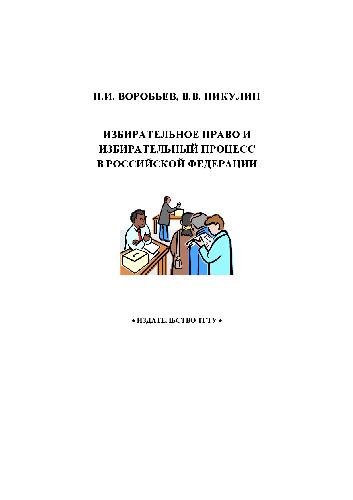 Н.И. ВОРОБЬЕВ, В.В. НИКУЛИН
ИЗБИРАТЕЛЬНОЕ ПРАВО И
ИЗБИРАТЕЛЬНЫЙ ПРОЦЕСС
В РОССИЙСКОЙ ФЕДЕРАЦИИ
• ИЗДАТЕЛЬСТВО ТГТУ •